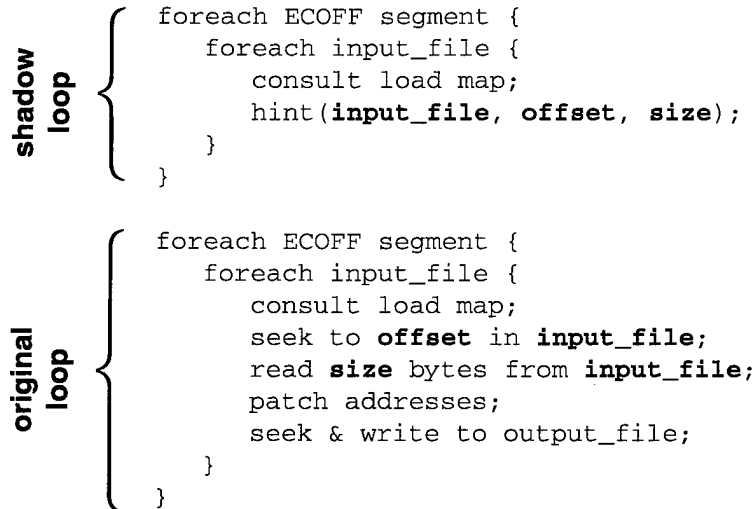 shadow loop
foreach ECOFF segment {
foreach input_file {
consult load map;
hint(input_file, offset, size);
}
}
original loop
foreach ECOFF segment {
foreach input_file {
consult load map;
seek to offset in input_file;
read size bytes from input_file;
patch addresses;
seek & write to output_file;
}
}